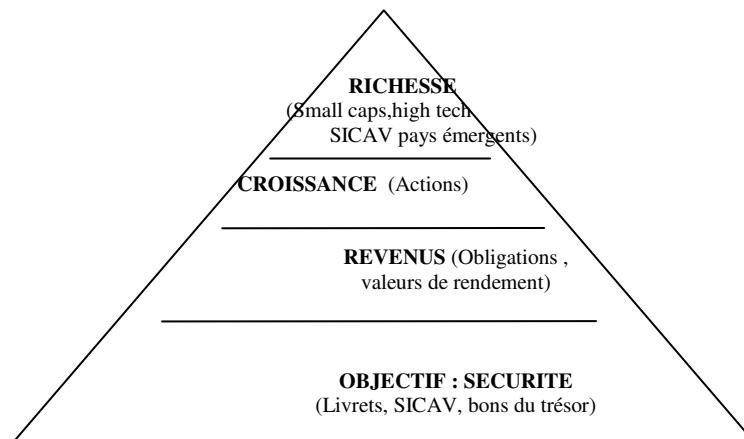 RICHESSE
(Small caps,high tech
SICAV pays émergents)
CROISSANCE (Actions)
REVENUS (Obligations ,
valeurs de rendement)
OBJECTIF : SECURITE
(Livrets, SICAV, bons du trésor)